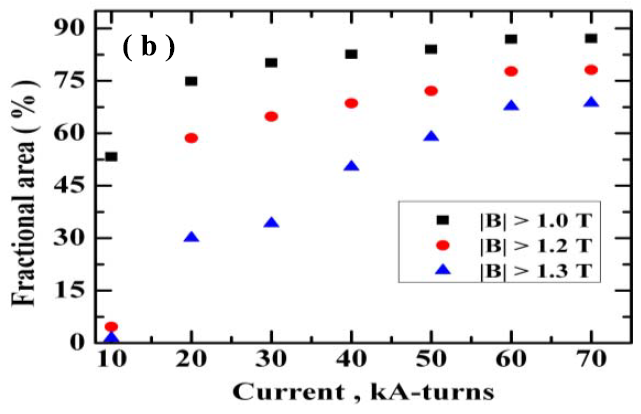 ( b )
90
75
60
45
30
15
0
Fractional area ( % )
|B| > 1.0 T
|B| > 1.2 T
|B| > 1.3 T
10 20 30 40 50 60 70
Current , kA-turns